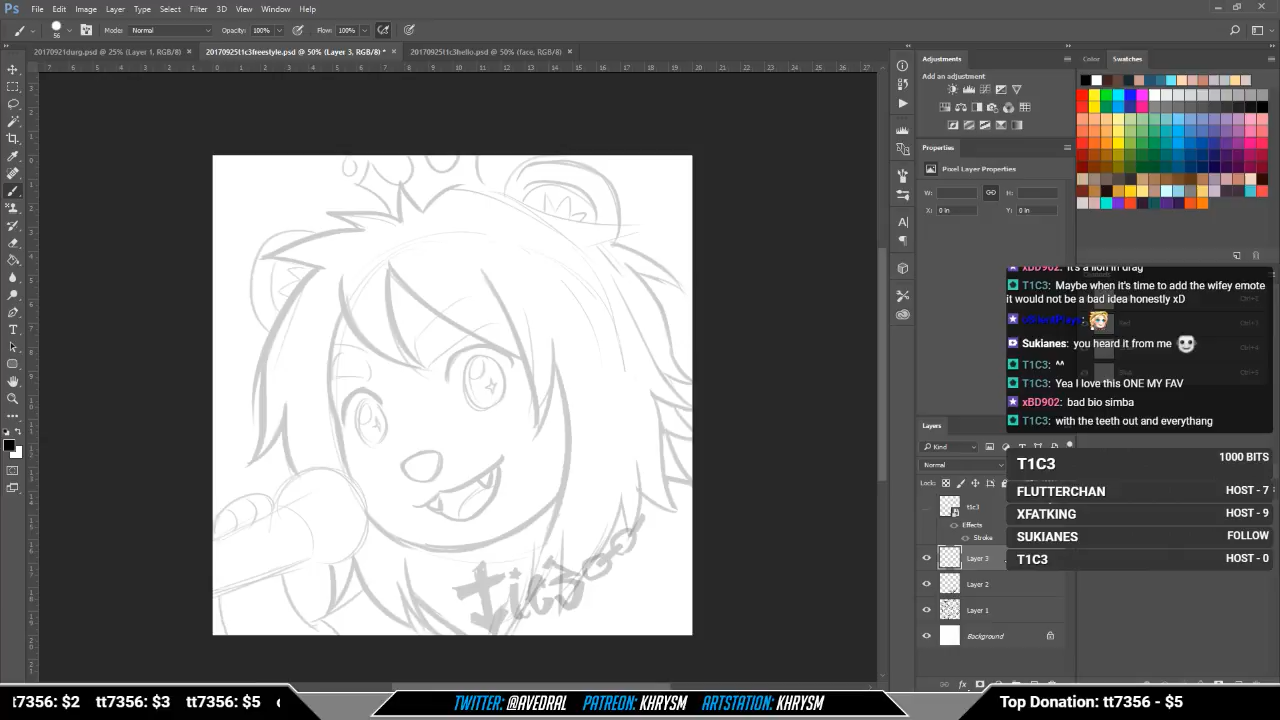 Ps File Edit Image Layer Type Select Filter 3D View Window Help
56 Mode: Normal Opacity: 100% Flow: 100%
20170921durg.psd @ 25% (Layer 1, RGB/8) × 20170925t1c3freestyle.psd @ 50% (Layer 3, RGB/8) * × 20170925t1c3hello.psd @ 50% (face, RGB/8) ×
Adjustments
Add an adjustment
Properties
Pixel Layer Properties
W: H:
X: 0 in Y: 0 in
Color Swatches
xBD902: it's a lion in drag
T1C3: Maybe when it's time to add the wifey emote
it would not be a bad idea honestly xD
Sukianes: you heard it from me
T1C3: ^^
T1C3: Yea I love this ONE MY FAV
xBD902: bad bio simba
T1C3: with the teeth out and everythang
Layers
Kind
Normal
Lock:
t1c3
Effects
Stroke
Layer 3
Layer 2
Layer 1
Background
T1C3 1000 BITS
FLUTTERCHAN HOST - 7
XFATKING HOST - 9
SUKIANES FOLLOW
T1C3 HOST - 0
tt7356: $2 tt7356: $3 tt7356: $5
TWITTER: @AVEDRAL PATREON: KHRYSM ARTSTATION: KHRYSM
Top Donation: tt7356 - $5